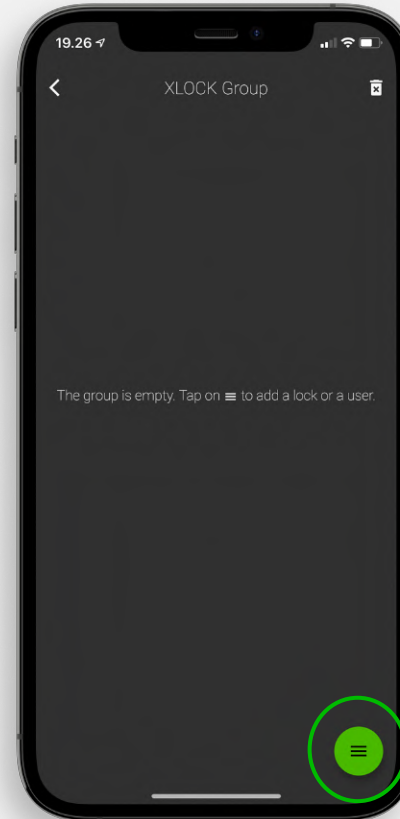 19.26
XLOCK Group
The group is empty. Tap on ≡ to add a lock or a user.